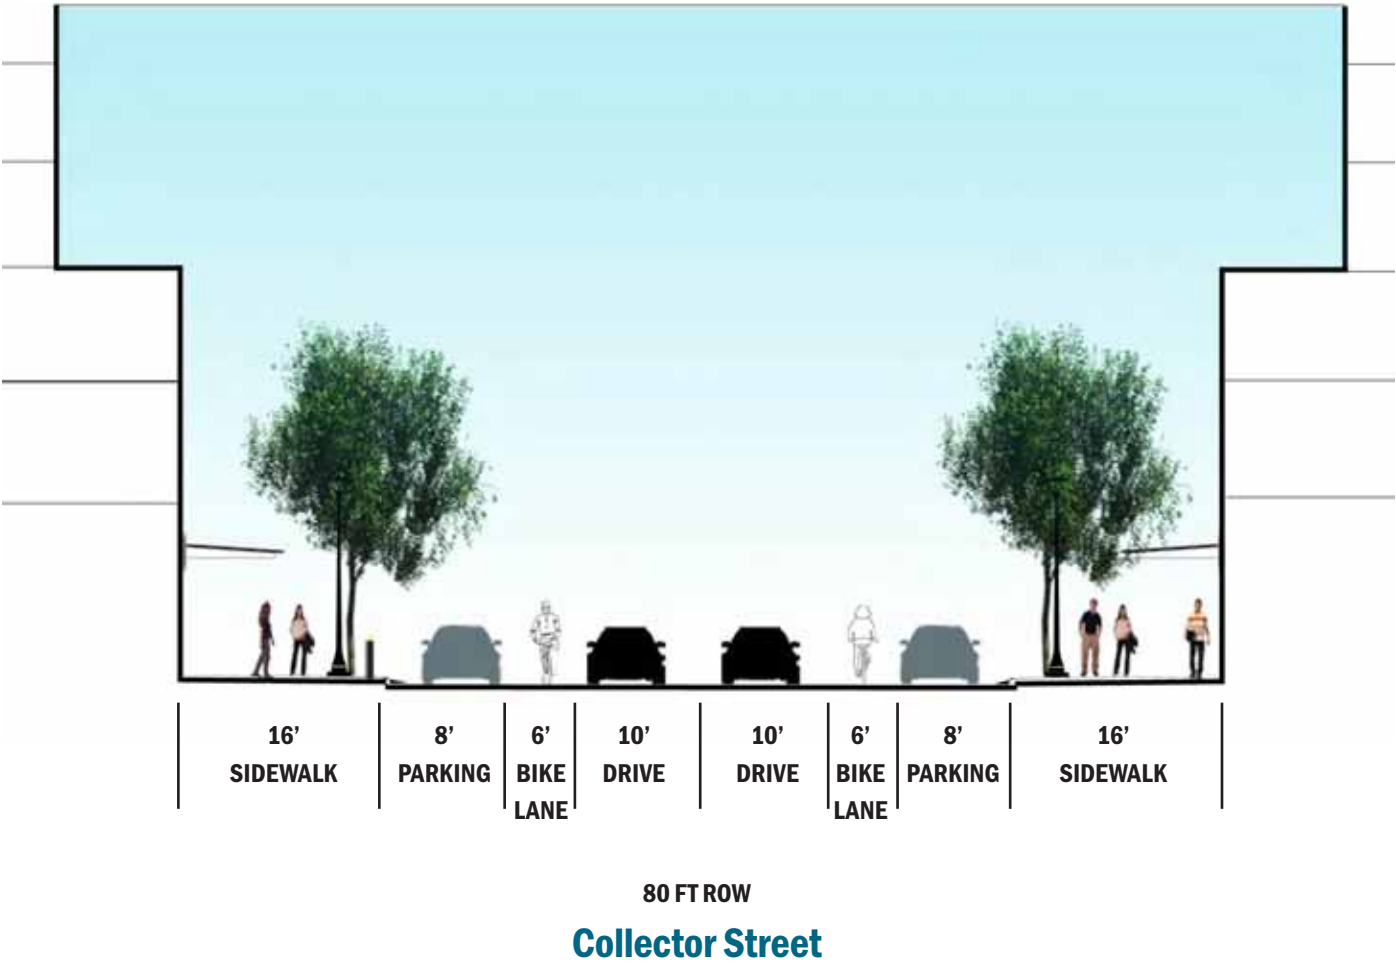 16’ 8’ 6’ 10’ 10’ 6’ 8’ 16’
SIDEWALK PARKING BIKE DRIVE DRIVE BIKE PARKING SIDEWALK
LANE LANE
80 FT ROW
Collector Street